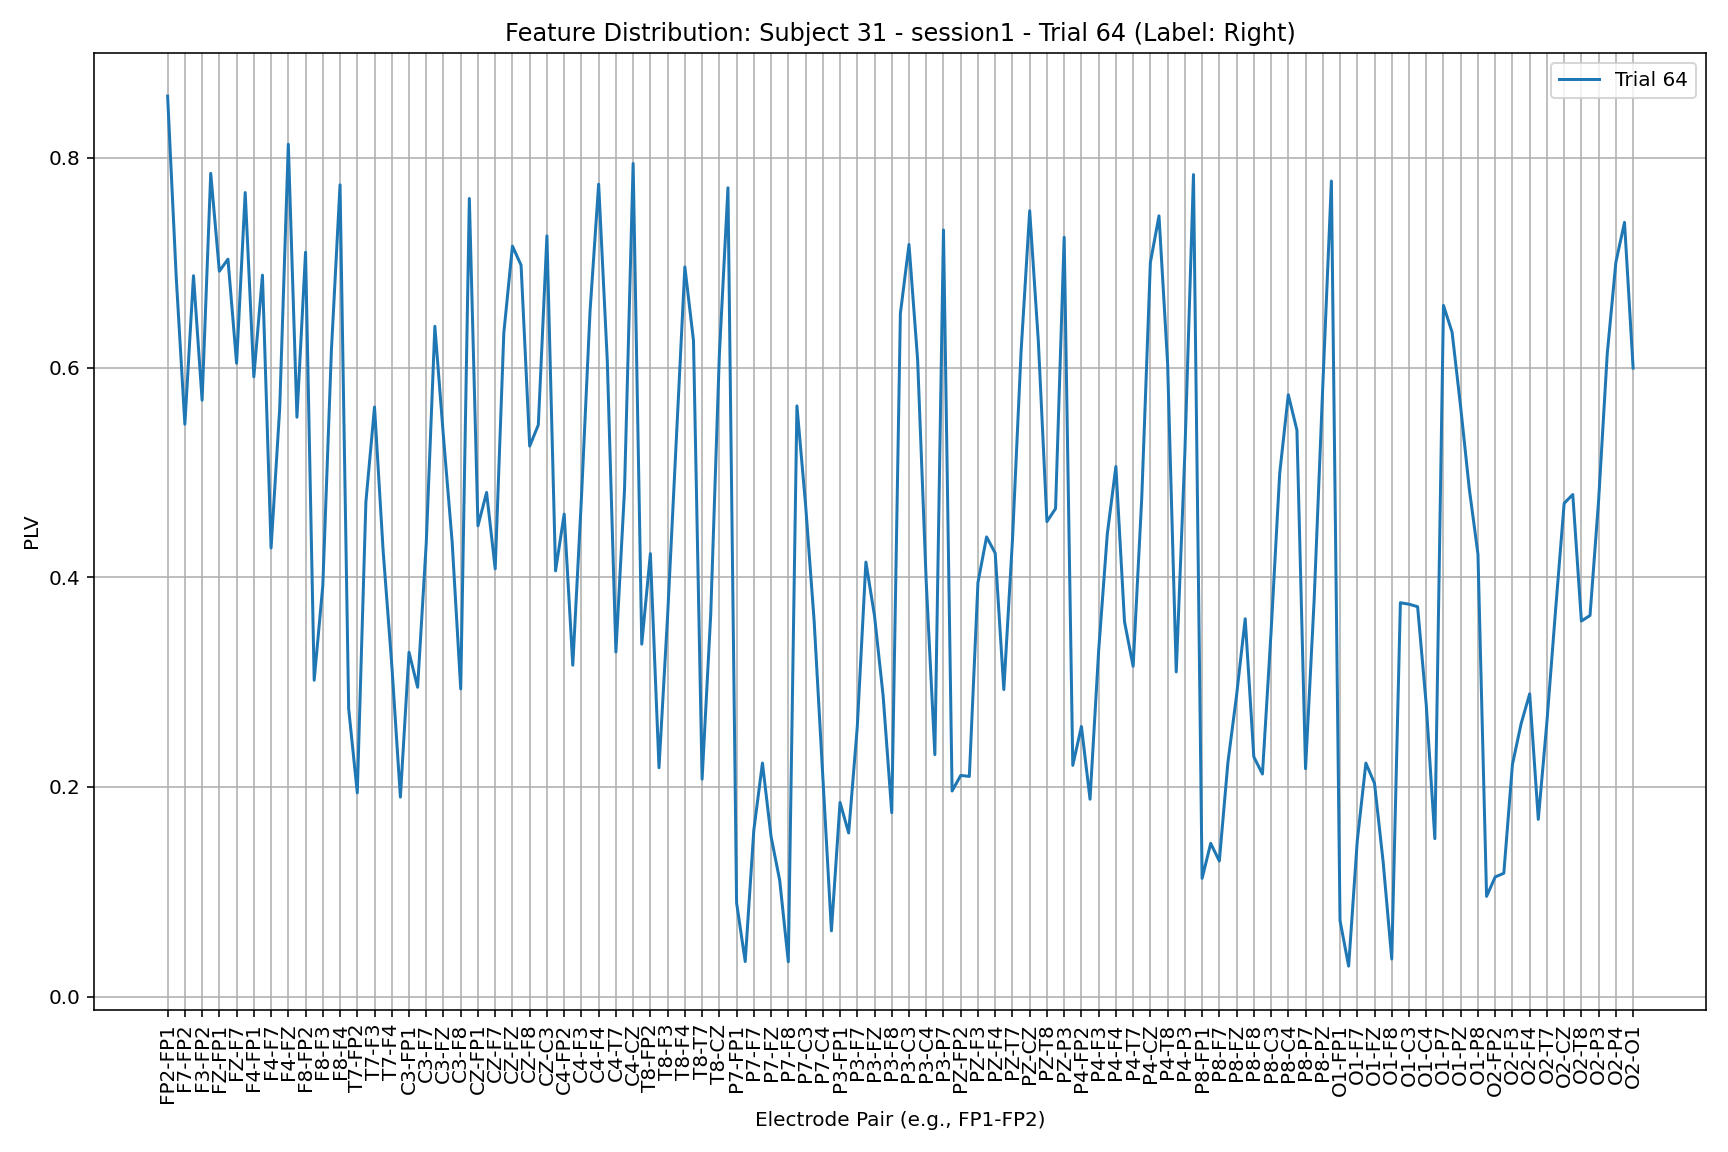 Feature Distribution: Subject 31 - session1 - Trial 64 (Label: Right)
Trial 64
PLV
0.8
0.6
0.4
0.2
0.0
FP2-FP1
F7-FP2
F3-FP2
FZ-FP1
FZ-F7
F4-FP1
F4-F7
F4-FZ
F8-FP2
F8-F3
F8-F4
T7-FP2
T7-F3
T7-F4
C3-FP1
C3-F7
C3-FZ
C3-F8
CZ-FP1
CZ-F7
CZ-FZ
CZ-F8
CZ-C3
C4-FP2
C4-F3
C4-F4
C4-T7
C4-CZ
T8-FP2
T8-F3
T8-F4
T8-T7
T8-CZ
P7-FP1
P7-F7
P7-FZ
P7-F8
P7-C3
P7-C4
P3-FP1
P3-F7
P3-FZ
P3-F8
P3-C3
P3-C4
P3-P7
PZ-FP2
PZ-F3
PZ-F4
PZ-T7
PZ-CZ
PZ-T8
PZ-P3
P4-FP2
P4-F3
P4-F4
P4-T7
P4-CZ
P4-T8
P4-P3
P8-FP1
P8-F7
P8-FZ
P8-F8
P8-C3
P8-C4
P8-P7
P8-PZ
O1-FP1
O1-F7
O1-FZ
O1-F8
O1-C3
O1-C4
O1-P7
O1-PZ
O1-P8
O2-FP2
O2-F3
O2-F4
O2-T7
O2-CZ
O2-T8
O2-P3
O2-P4
O2-O1
Electrode Pair (e.g., FP1-FP2)